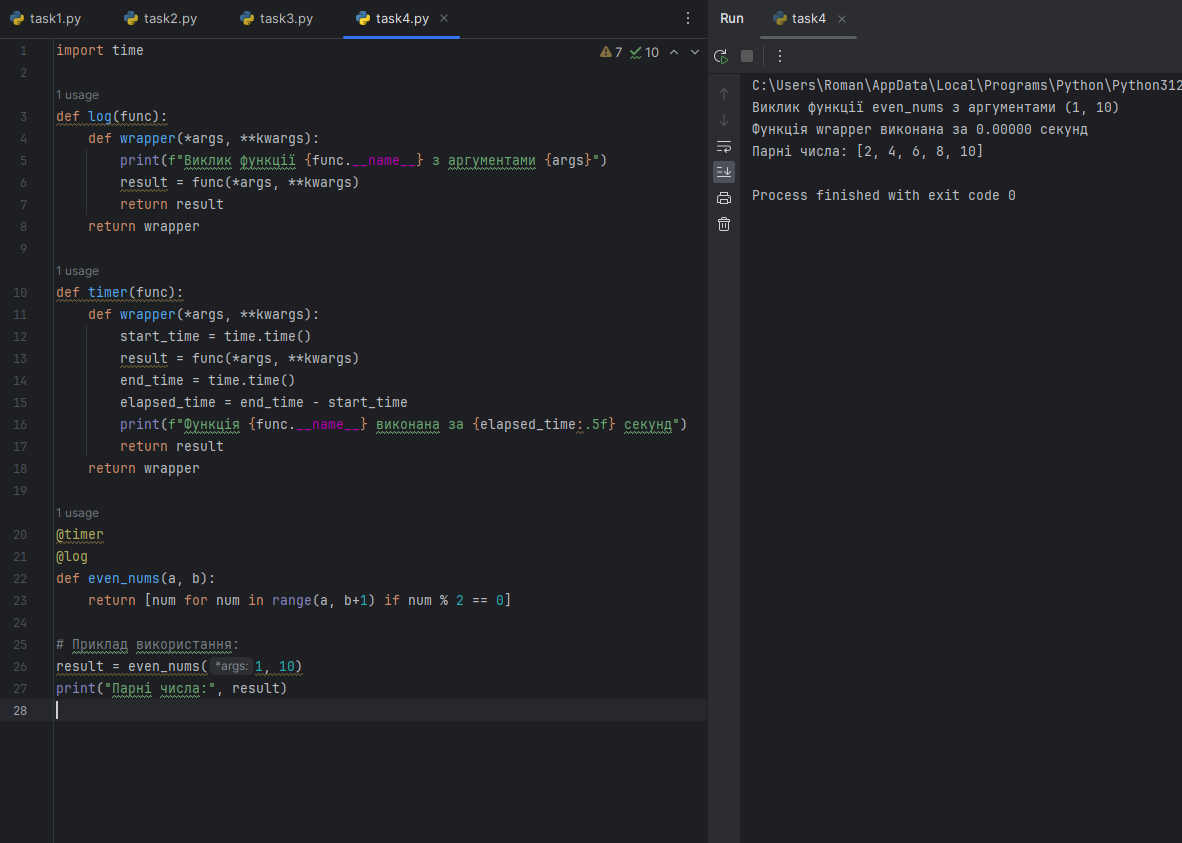 task1.py task2.py task3.py task4.py
Run task4
7 10
1 import time
2
1 usage
3 def log(func):
4 def wrapper(*args, **kwargs):
5 print(f"Виклик функції {func.__name__} з аргументами {args}")
6 result = func(*args, **kwargs)
7 return result
8 return wrapper
9
1 usage
10 def timer(func):
11 def wrapper(*args, **kwargs):
12 start_time = time.time()
13 result = func(*args, **kwargs)
14 end_time = time.time()
15 elapsed_time = end_time - start_time
16 print(f"Функція {func.__name__} виконана за {elapsed_time:.5f} секунд")
17 return result
18 return wrapper
19
1 usage
20 @timer
21 @log
22 def even_nums(a, b):
23 return [num for num in range(a, b+1) if num % 2 == 0]
24
25 # Приклад використання:
26 result = even_nums( *args: 1, 10)
27 print("Парні числа:", result)
28
C:\Users\Roman\AppData\Local\Programs\Python\Python312
Виклик функції even_nums з аргументами (1, 10)
Функція wrapper виконана за 0.00000 секунд
Парні числа: [2, 4, 6, 8, 10]
Process finished with exit code 0